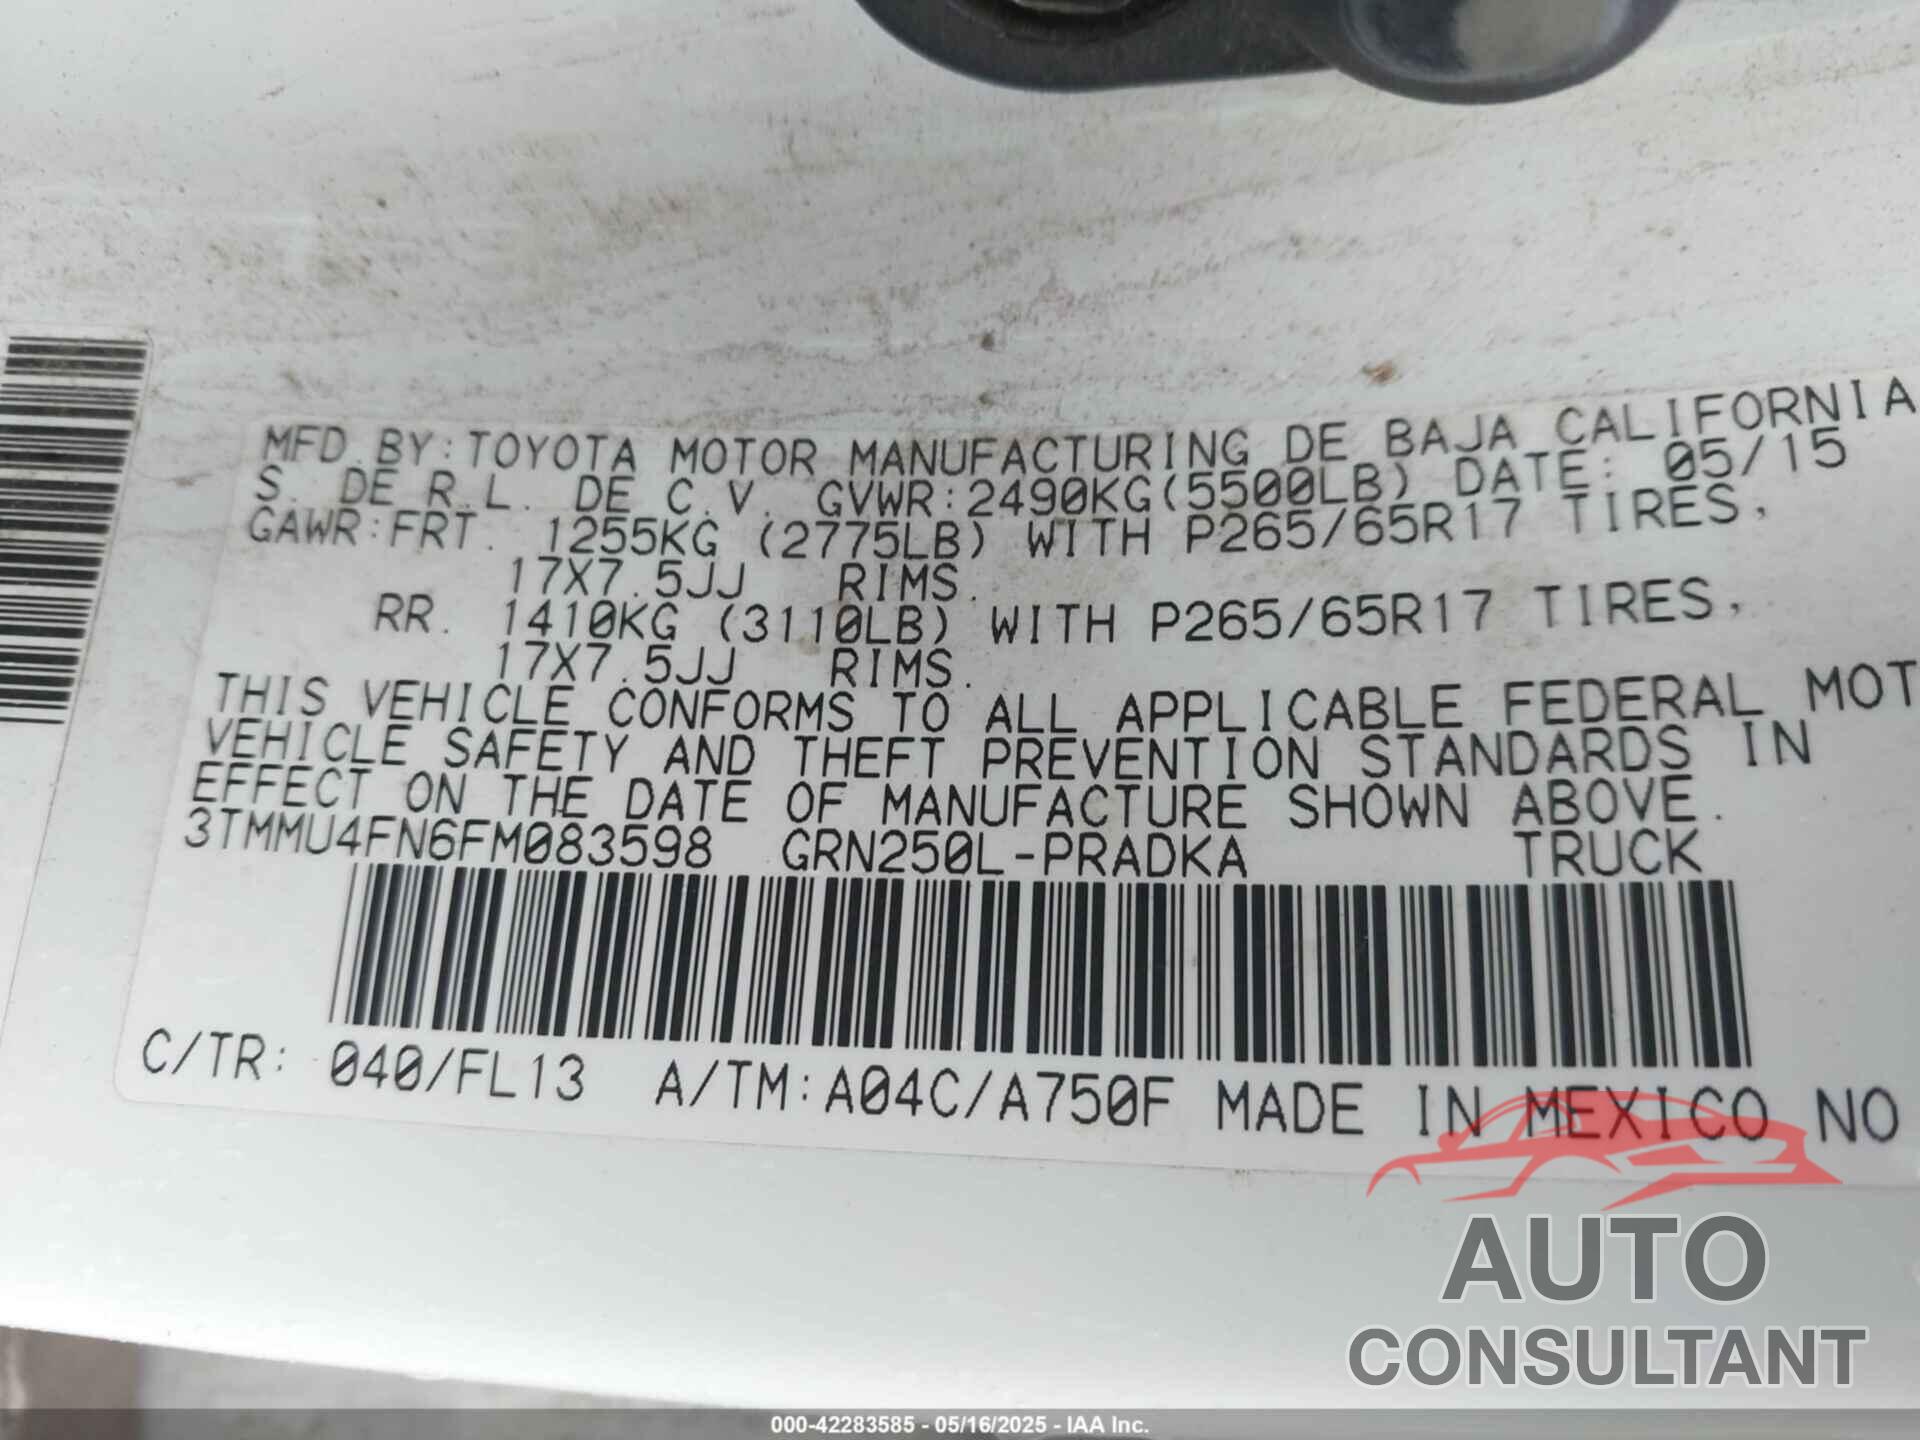 MFD.BY:TOYOTA MOTOR MANUFACTURING DE BAJA CALIFORNIA
S. DE R.L. DE C.V. GVWR:2490KG(5500LB) DATE: 05/15
GAWR:FRT. 1255KG (2775LB) WITH P265/65R17 TIRES,
17X7.5JJ RIMS.
RR. 1410KG (3110LB) WITH P265/65R17 TIRES,
17X7.5JJ RIMS.
THIS VEHICLE CONFORMS TO ALL APPLICABLE FEDERAL MOT
VEHICLE SAFETY AND THEFT PREVENTION STANDARDS IN
EFFECT ON THE DATE OF MANUFACTURE SHOWN ABOVE.
3TMMU4FN6FM083598 GRN250L-PRADKA TRUCK
C/TR: 040/FL13 A/TM:A04C/A750F MADE IN MEXICO NO
AUTO
CONSULTANT
000-42283585 - 05/16/2025 - IAA Inc.